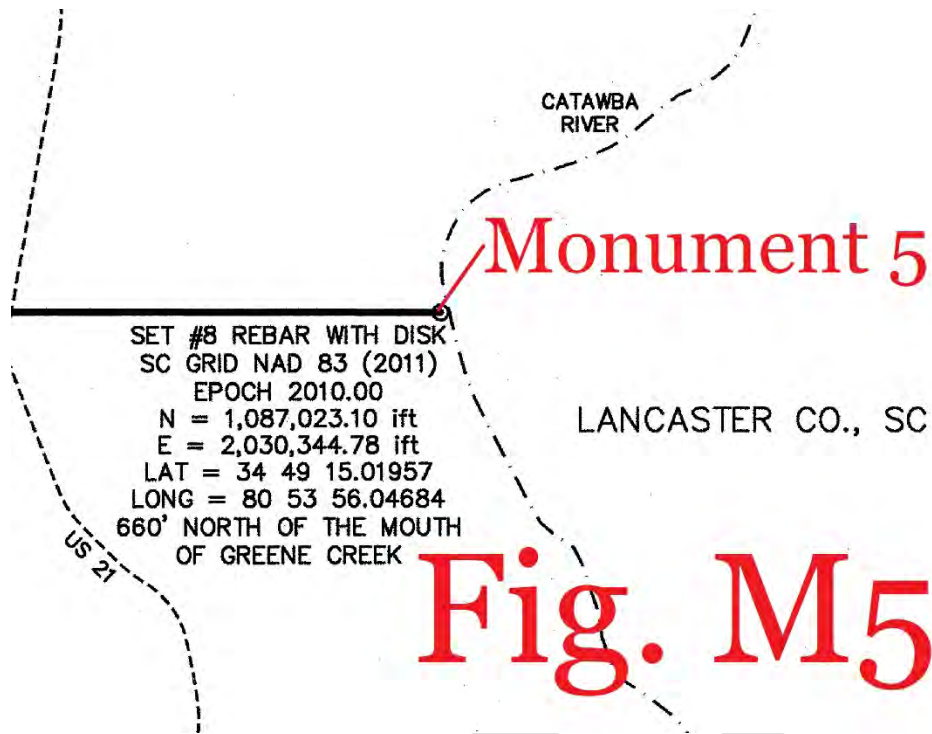 CATAWBA
RIVER
Monument 5
SET #8 REBAR WITH DISK
SC GRID NAD 83 (2011)
EPOCH 2010.00
N = 1,087,023.10 ift
E = 2,030,344.78 ift
LAT = 34 49 15.01957
LONG = 80 53 56.04684
660' NORTH OF THE MOUTH
OF GREENE CREEK
LANCASTER CO., SC
US 21
Fig. M5